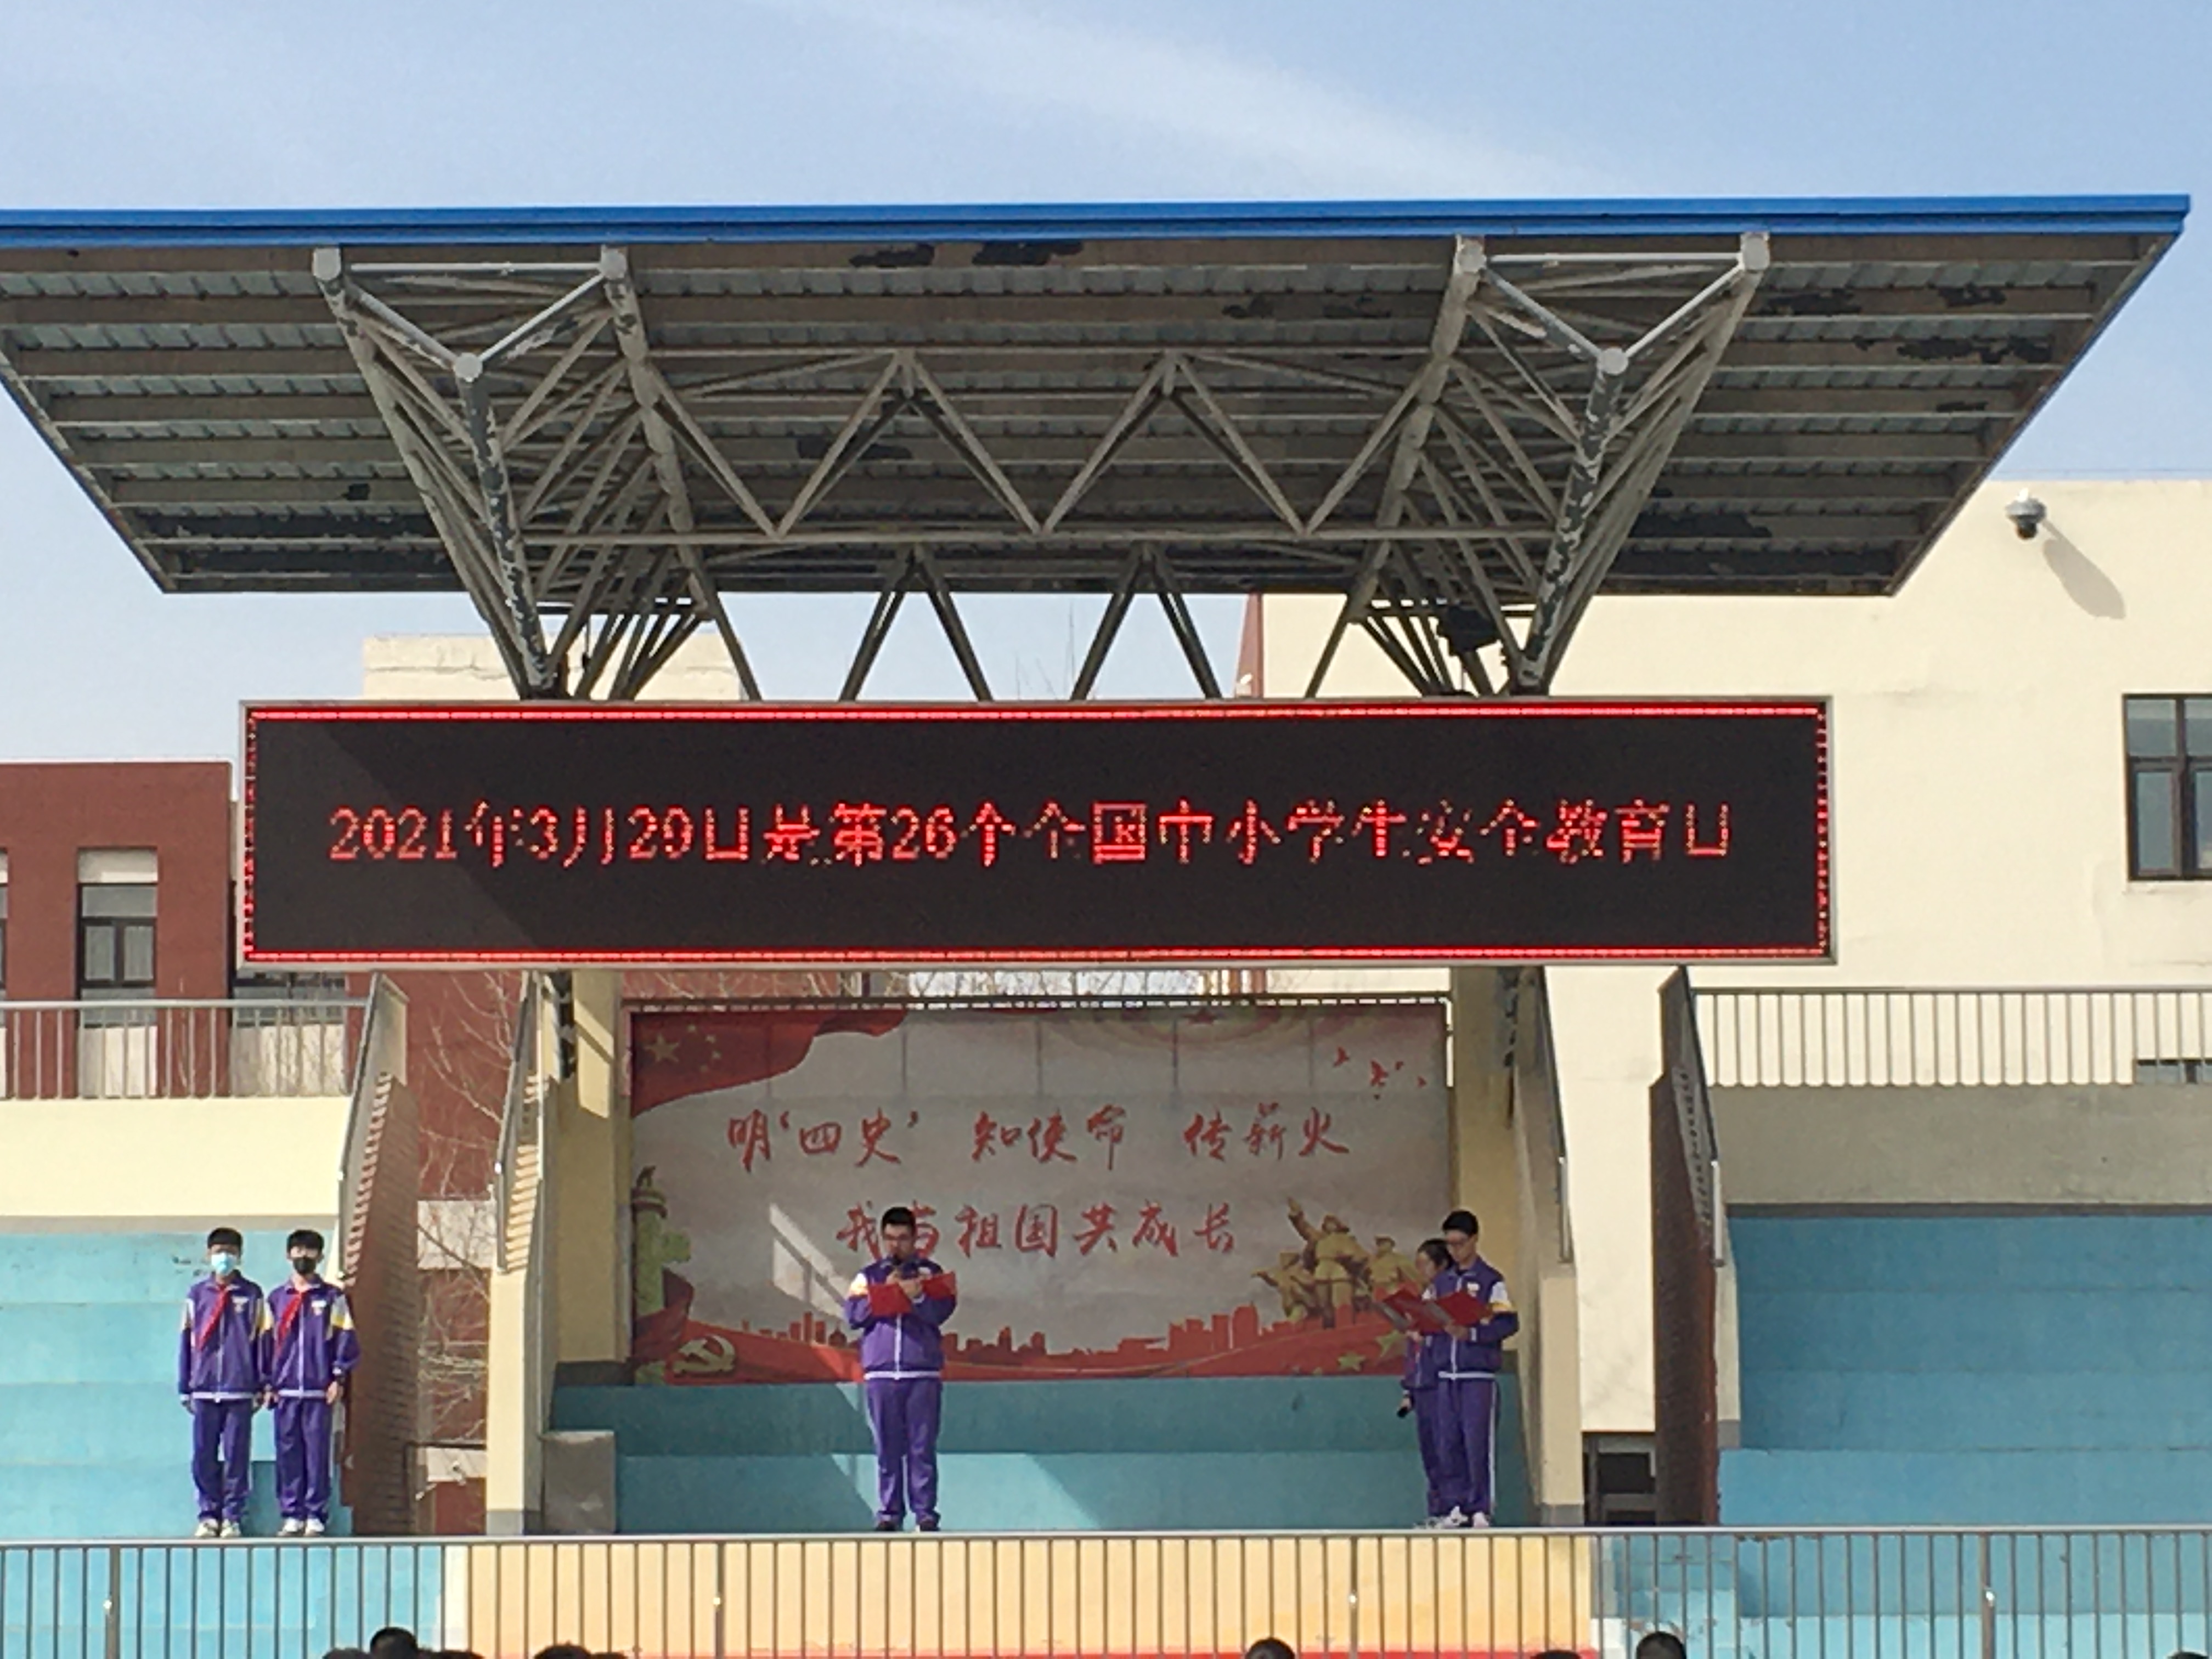 2021年3月29日是第26个全国中小学生安全教育日
明‘四史’ 知使命 传薪火
我与祖国共成长